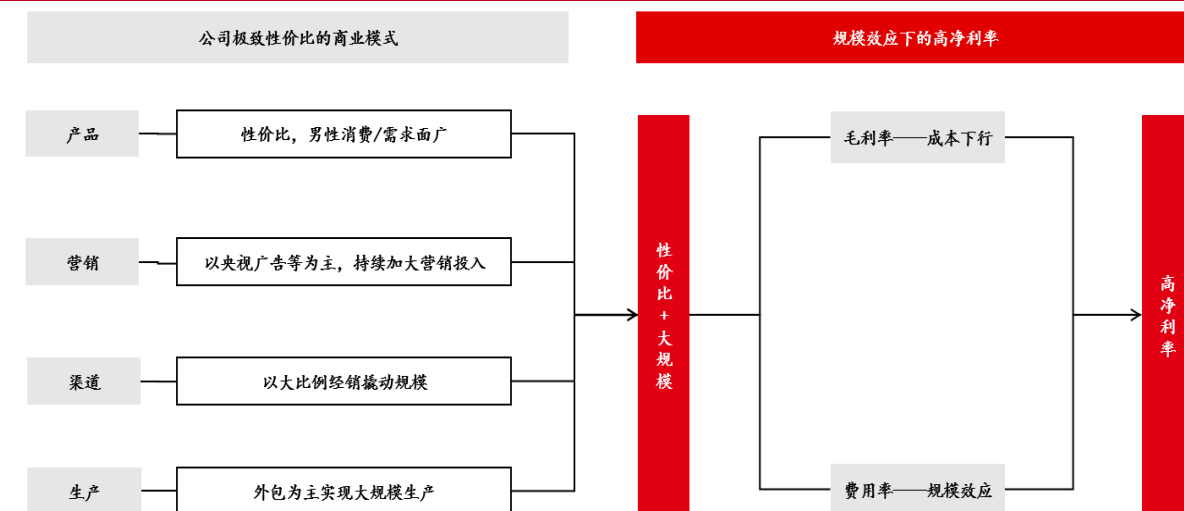 公司极致性价比的商业模式
规模效应下的高净利率
产品
性价比，男性消费/需求面广
营销
以央视广告等为主，持续加大营销投入
渠道
以大比例经销撬动规模
生产
外包为主实现大规模生产
性价比+大规模
毛利率——成本下行
费用率——规模效应
高净利率